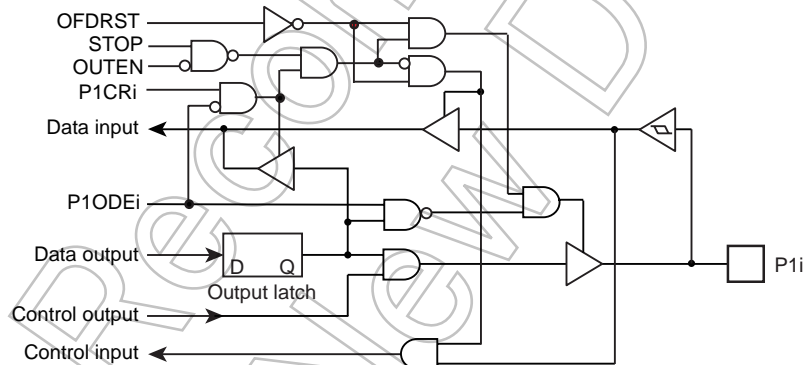 OFDRST
STOP
OUTEN
P1CRi
Data input
P1ODEi
Data output
D Q
Output latch
P1i
Control output
Control input